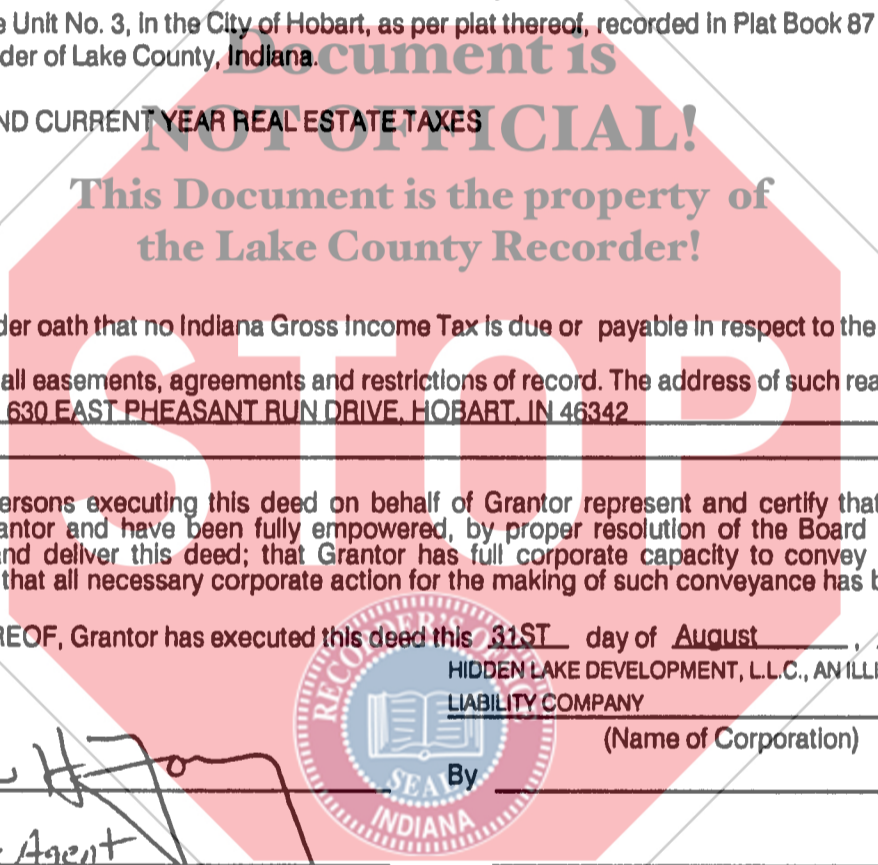 e Unit No. 3, in the City of Hobart, as per plat thereof, recorded in Plat Book 87
der of Lake County, Indiana.
Document is
ND CURRENT YEAR REAL ESTATE TAXES
NOT OFFICIAL!
This Document is the property of
the Lake County Recorder!
der oath that no Indiana Gross Income Tax is due or payable in respect to the
STOP
all easements, agreements and restrictions of record. The address of such rea
630 EAST PHEASANT RUN DRIVE, HOBART, IN 46342
ersons executing this deed on behalf of Grantor represent and certify that
antor and have been fully empowered, by proper resolution of the Board
nd deliver this deed; that Grantor has full corporate capacity to convey
that all necessary corporate action for the making of such conveyance has b
REOF, Grantor has executed this deed this 31ST day of August ,
HIDDEN LAKE DEVELOPMENT, L.L.C., AN ILLI
LIABILITY COMPANY
(Name of Corporation)
By
RECORDER'S OFFICE
SEAL
INDIANA
Agent